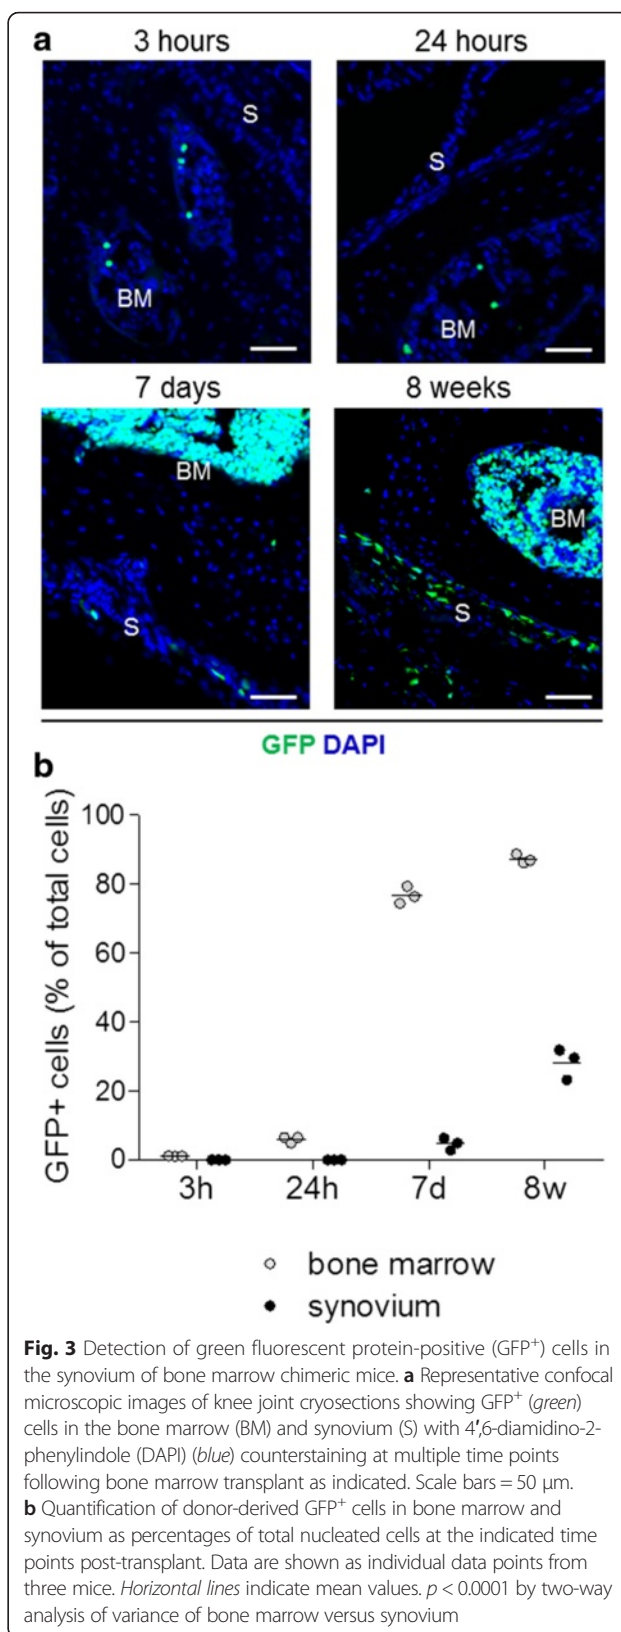 a
3 hours 24 hours
S
S
BM
BM
7 days 8 weeks
BM
BM
S
S
GFP DAPI
b
GFP+ cells (% of total cells)
100
80
60
40
20
0
3h 24h 7d 8w
bone marrow
synovium
Fig. 3 Detection of green fluorescent protein-positive (GFP⁺) cells in
the synovium of bone marrow chimeric mice. a Representative confocal
microscopic images of knee joint cryosections showing GFP⁺ (green)
cells in the bone marrow (BM) and synovium (S) with 4′,6-diamidino-2-
phenylindole (DAPI) (blue) counterstaining at multiple time points
following bone marrow transplant as indicated. Scale bars = 50 μm.
b Quantification of donor-derived GFP⁺ cells in bone marrow and
synovium as percentages of total nucleated cells at the indicated time
points post-transplant. Data are shown as individual data points from
three mice. Horizontal lines indicate mean values. p < 0.0001 by two-way
analysis of variance of bone marrow versus synovium